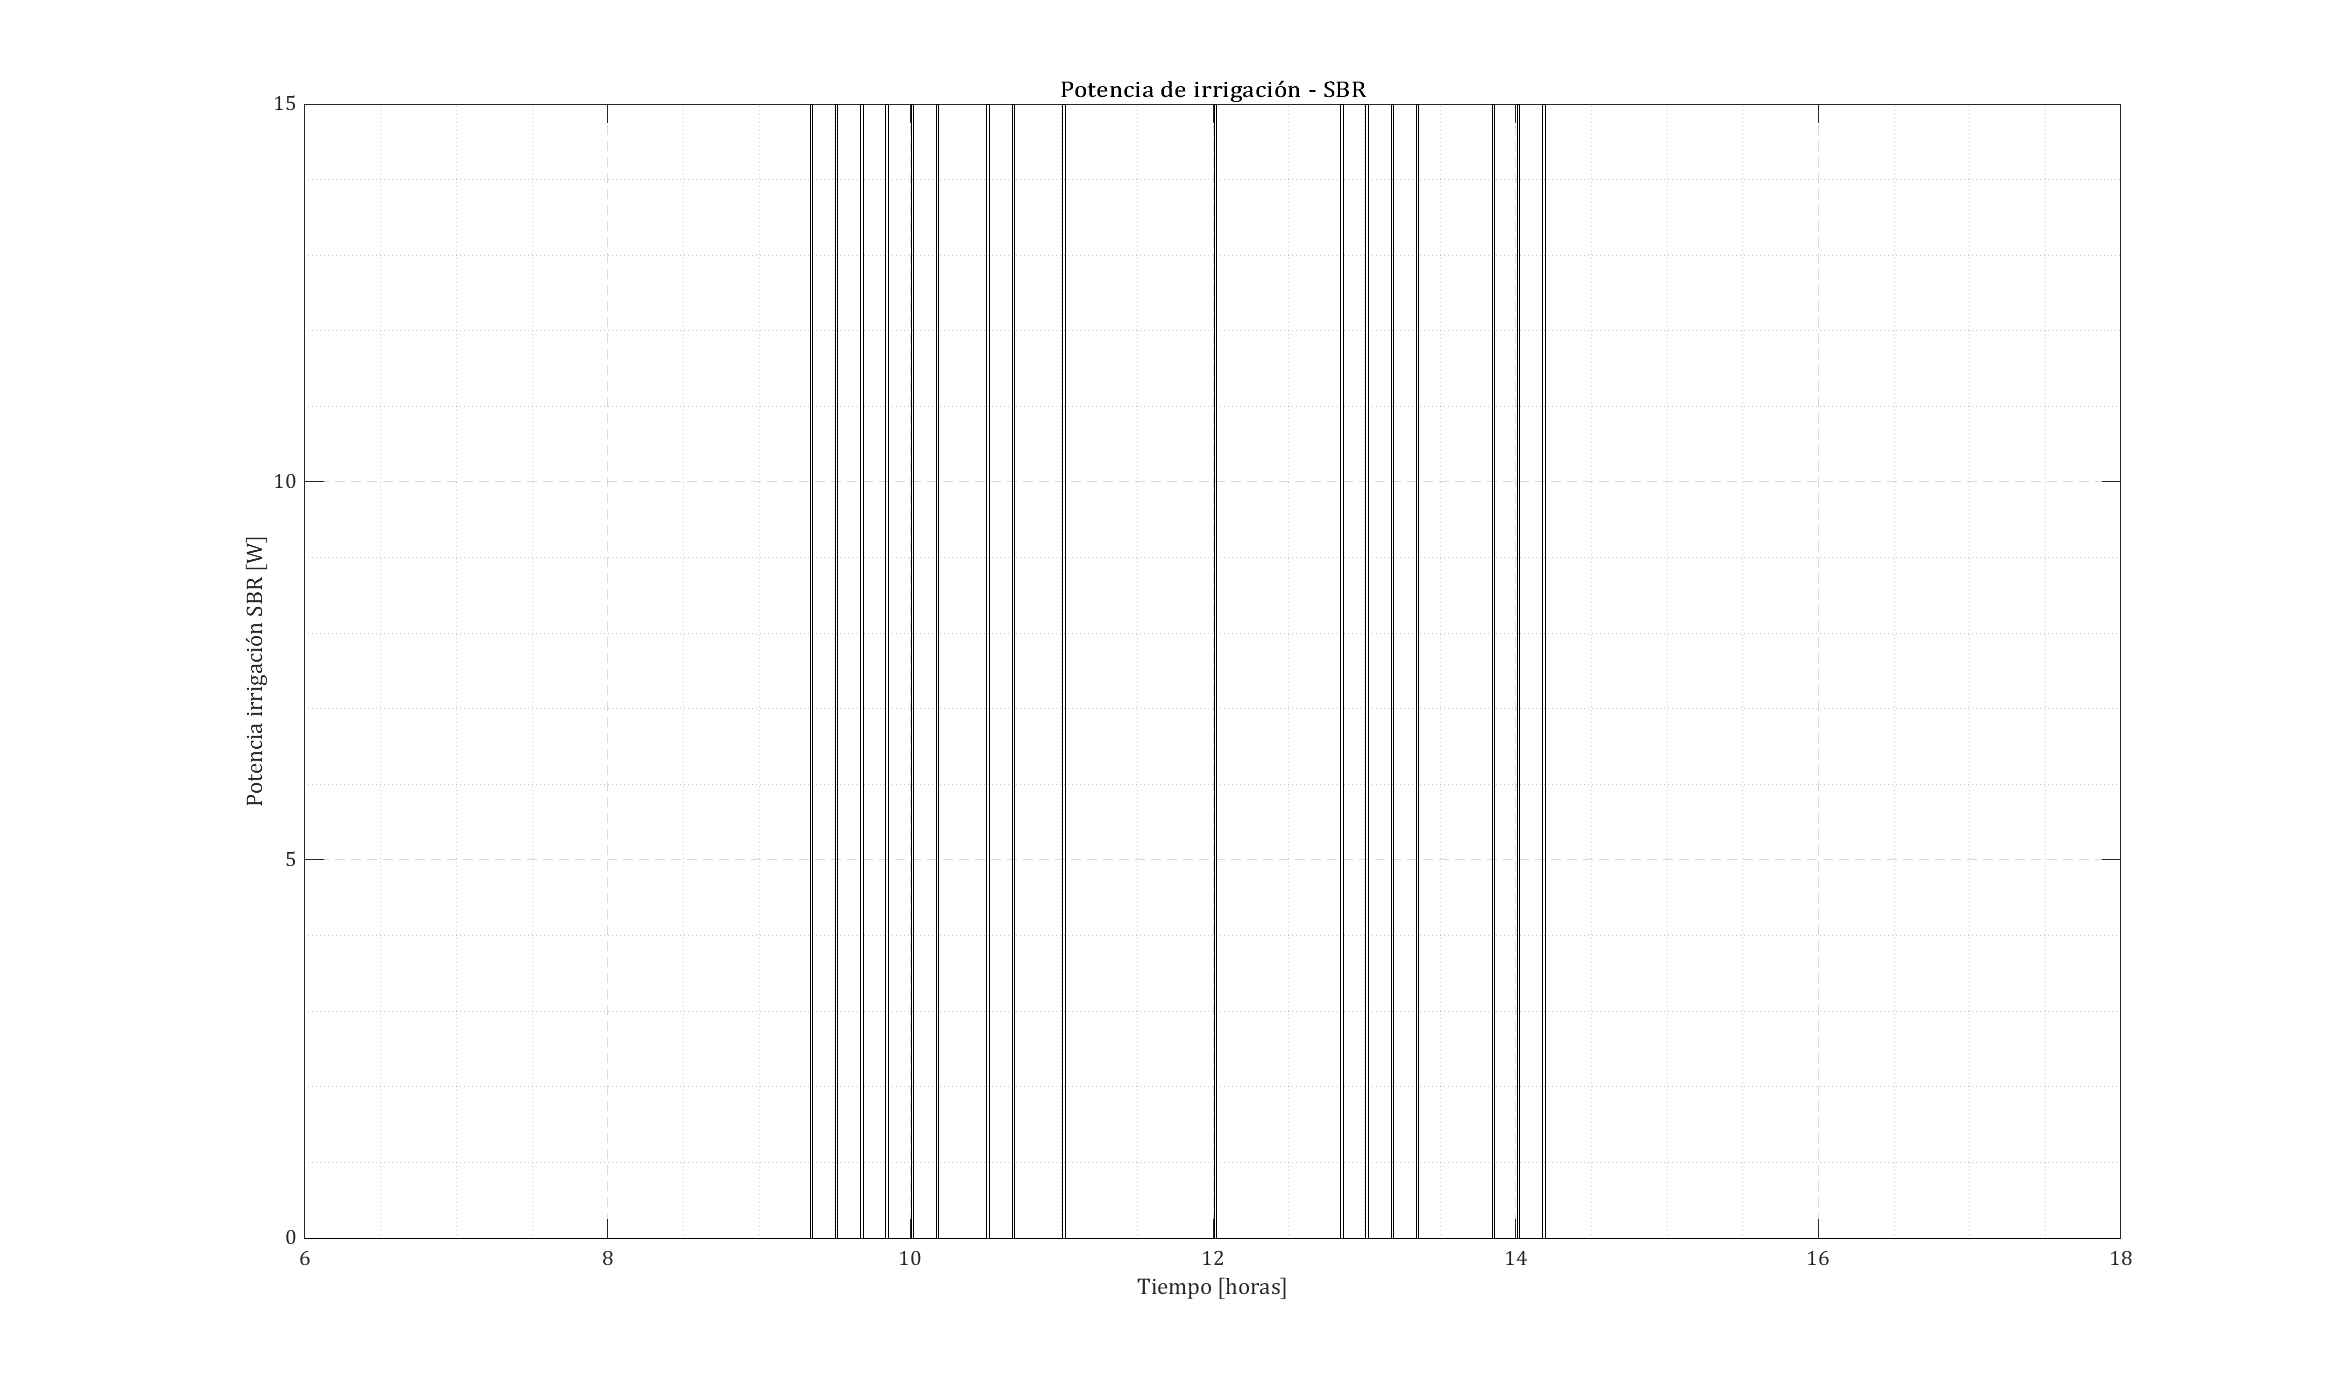 Potencia de irrigación - SBR
15
10
5
0
Potencia irrigación SBR [W]
6 8 10 12 14 16 18
Tiempo [horas]